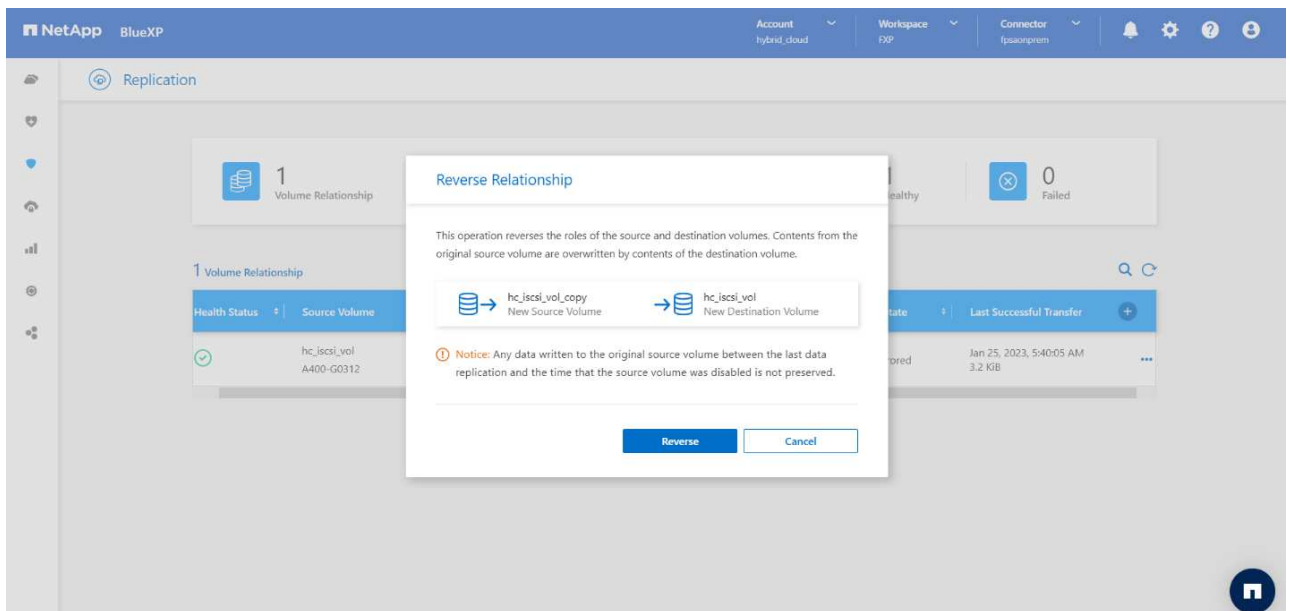 NetApp BlueXP
Account
hybrid_cloud
Workspace
FXP
Connector
fpsaonprem
Replication
1
Volume Relationship
ealthy
0
Failed
Reverse Relationship
This operation reverses the roles of the source and destination volumes. Contents from the
original source volume are overwritten by contents of the destination volume.
hc_iscsi_vol_copy
New Source Volume
hc_iscsi_vol
New Destination Volume
Notice: Any data written to the original source volume between the last data
replication and the time that the source volume was disabled is not preserved.
Reverse
Cancel
1 Volume Relationship
Health Status
Source Volume
tate
Last Successful Transfer
hc_iscsi_vol
A400-G0312
rored
Jan 25, 2023, 5:40:05 AM
3.2 KiB